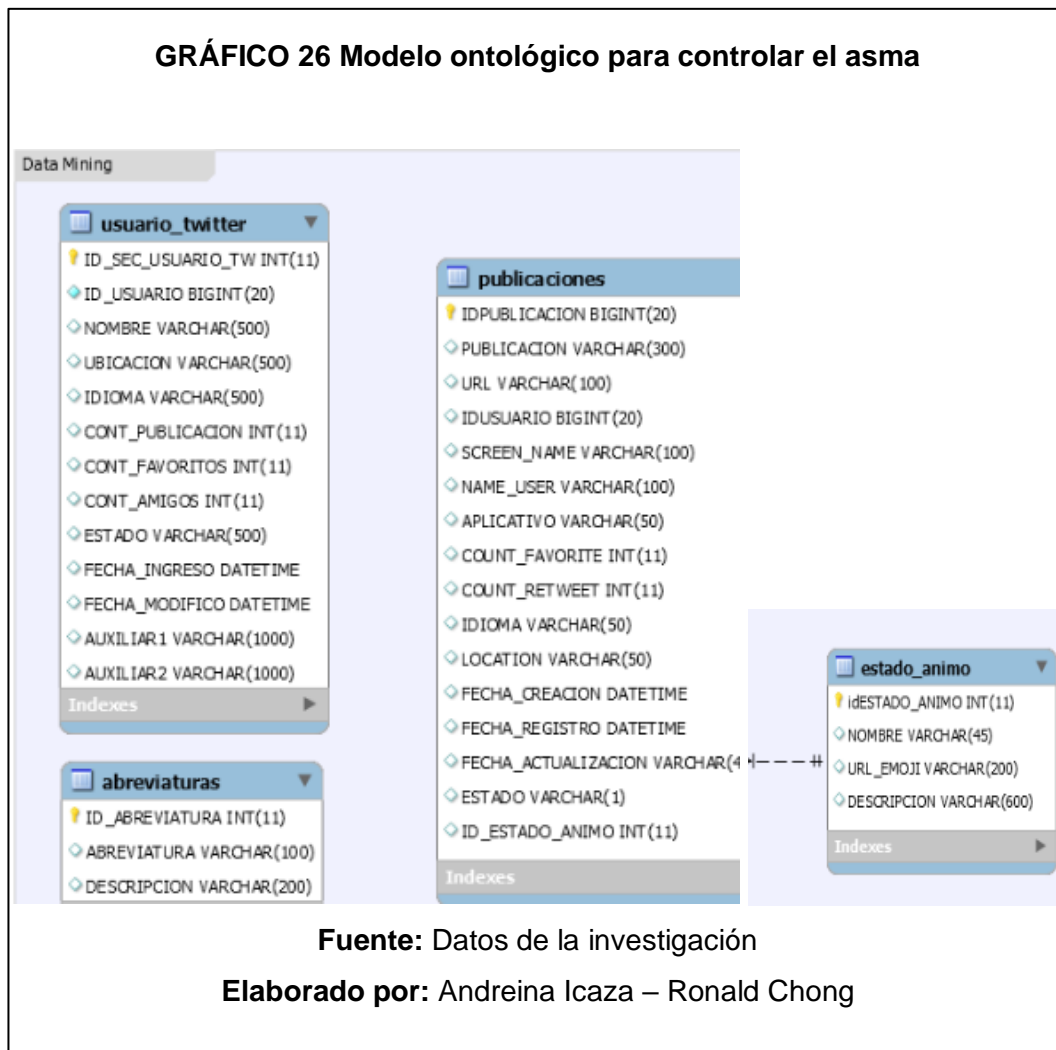 GRÁFICO 26 Modelo ontológico para controlar el asma
Data Mining
usuario_twitter
ID_SEC_USUARIO_TW INT(11)
ID_USUARIO BIGINT(20)
NOMBRE VARCHAR(500)
UBICACION VARCHAR(500)
IDIOMA VARCHAR(500)
CONT_PUBLICACION INT(11)
CONT_FAVORITOS INT(11)
CONT_AMIGOS INT(11)
ESTADO VARCHAR(500)
FECHA_INGRESO DATETIME
FECHA_MODIFICO DATETIME
AUXILIAR1 VARCHAR(1000)
AUXILIAR2 VARCHAR(1000)
Indexes
abreviaturas
ID_ABREVIATURA INT(11)
ABREVIATURA VARCHAR(100)
DESCRIPCION VARCHAR(200)
publicaciones
IDPUBLICACION BIGINT(20)
PUBLICACION VARCHAR(300)
URL VARCHAR(100)
IDUSUARIO BIGINT(20)
SCREEN_NAME VARCHAR(100)
NAME_USER VARCHAR(100)
APLICATIVO VARCHAR(50)
COUNT_FAVORITE INT(11)
COUNT_RETWEET INT(11)
IDIOMA VARCHAR(50)
LOCATION VARCHAR(50)
FECHA_CREACION DATETIME
FECHA_REGISTRO DATETIME
FECHA_ACTUALIZACION VARCHAR(4
ESTADO VARCHAR(1)
ID_ESTADO_ANIMO INT(11)
Indexes
estado_animo
idESTADO_ANIMO INT(11)
NOMBRE VARCHAR(45)
URL_EMOJI VARCHAR(200)
DESCRIPCION VARCHAR(600)
Indexes
Fuente: Datos de la investigación
Elaborado por: Andreina Icaza – Ronald Chong